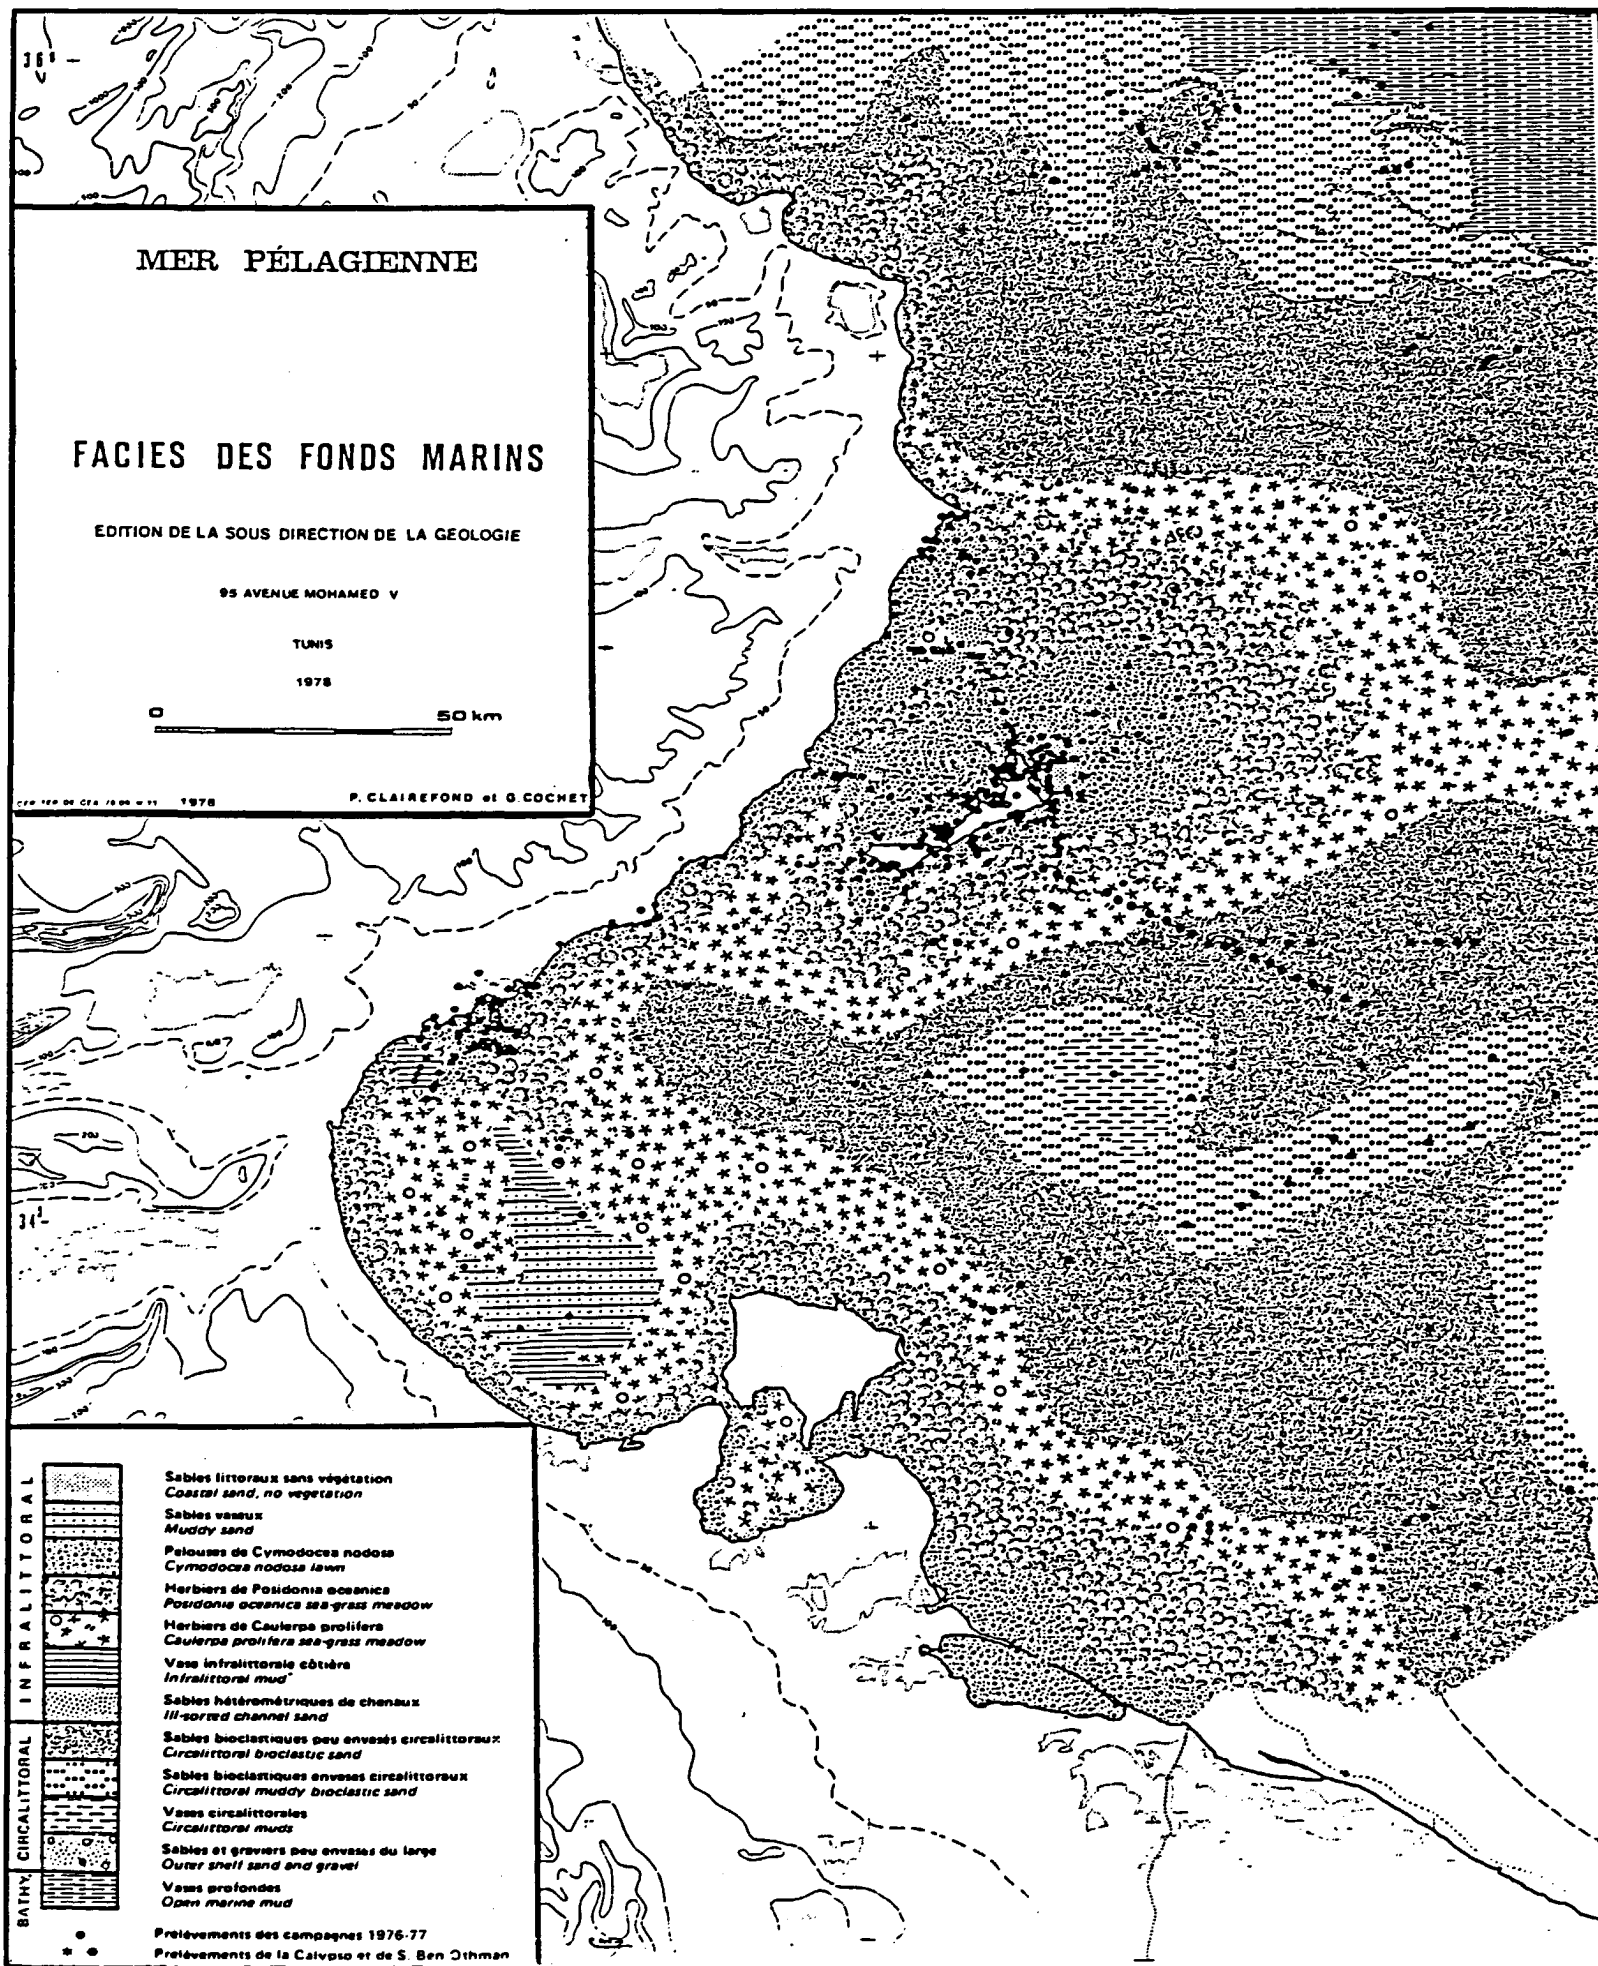 MER PÉLAGIENNE
FACIES DES FONDS MARINS
EDITION DE LA SOUS DIRECTION DE LA GEOLOGIE
95 AVENUE MOHAMED V
TUNIS
1978
0 50 km
1978 P. CLAIREFOND et G. COCHET
INFRALITTORAL
CIRCALITTORAL
BATHY.
Sables littoraux sans végétation
Coastal sand, no vegetation
Sables vaseux
Muddy sand
Pelouses de Cymodocea nodosa
Cymodocea nodosa lawn
Herbiers de Posidonia oceanica
Posidonia oceanica sea-grass meadow
Herbiers de Caulerpa prolifera
Caulerpa prolifera sea-grass meadow
Vase infralittorale côtière
Infralittoral mud
Sables hétérométriques de chenaux
Ill-sorted channel sand
Sables bioclastiques peu envasés circalittoraux
Circalittoral bioclastic sand
Sables bioclastiques envases circalittoraux
Circalittoral muddy bioclastic sand
Vases circalittorales
Circalittoral muds
Sables et graviers peu envasés du large
Outer shelf sand and gravel
Vases profondes
Open marine mud
Prélèvements des campagnes 1976-77
Prélèvements de la Calypso et de S. Ben Othman